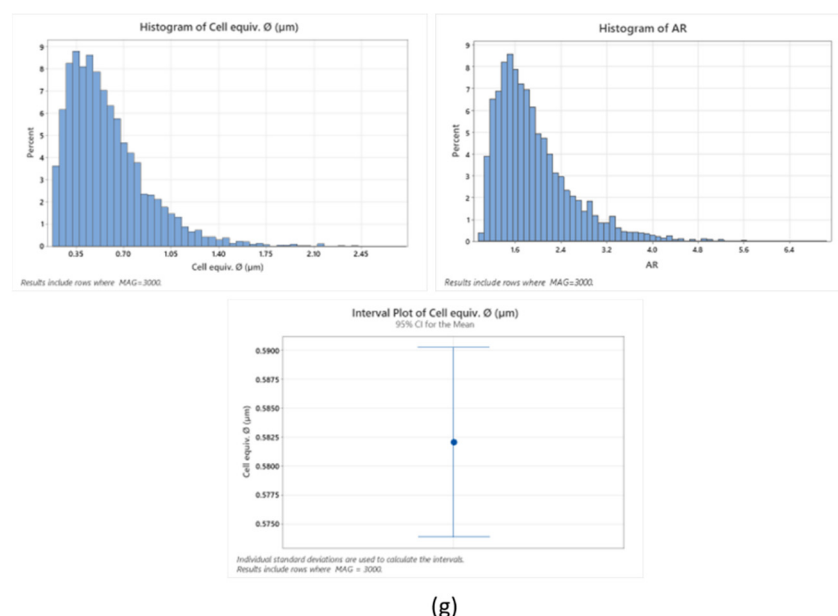 Histogram of Cell equiv. Ø (µm)
9
8
7
6
5
4
3
2
1
0
Percent
0.35 0.70 1.05 1.40 1.75 2.10 2.45
Cell equiv. Ø (µm)
Results include rows where MAG=3000.
Histogram of AR
9
8
7
6
5
4
3
2
1
0
Percent
1.6 2.4 3.2 4.0 4.8 5.6 6.4
AR
Results include rows where MAG=3000.
Interval Plot of Cell equiv. Ø (µm)
95% CI for the Mean
0.5900
0.5875
0.5850
0.5825
0.5800
0.5775
0.5750
Cell equiv. Ø (µm)
Individual standard deviations are used to calculate the intervals.
Results include rows where MAG = 3000.
(g)